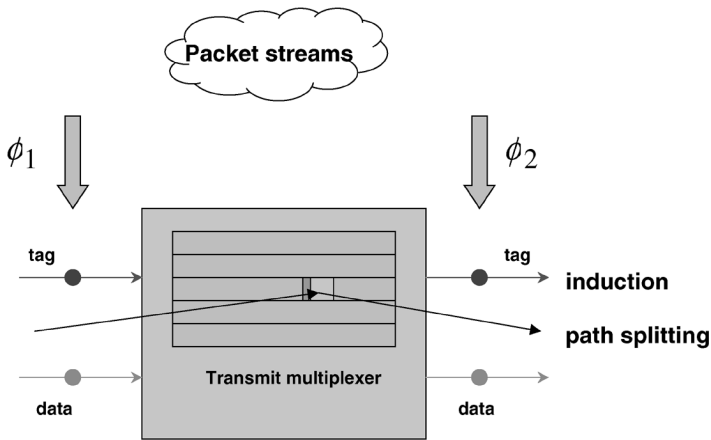 Packet streams
ϕ1
ϕ2
tag
tag
induction
path splitting
Transmit multiplexer
data
data